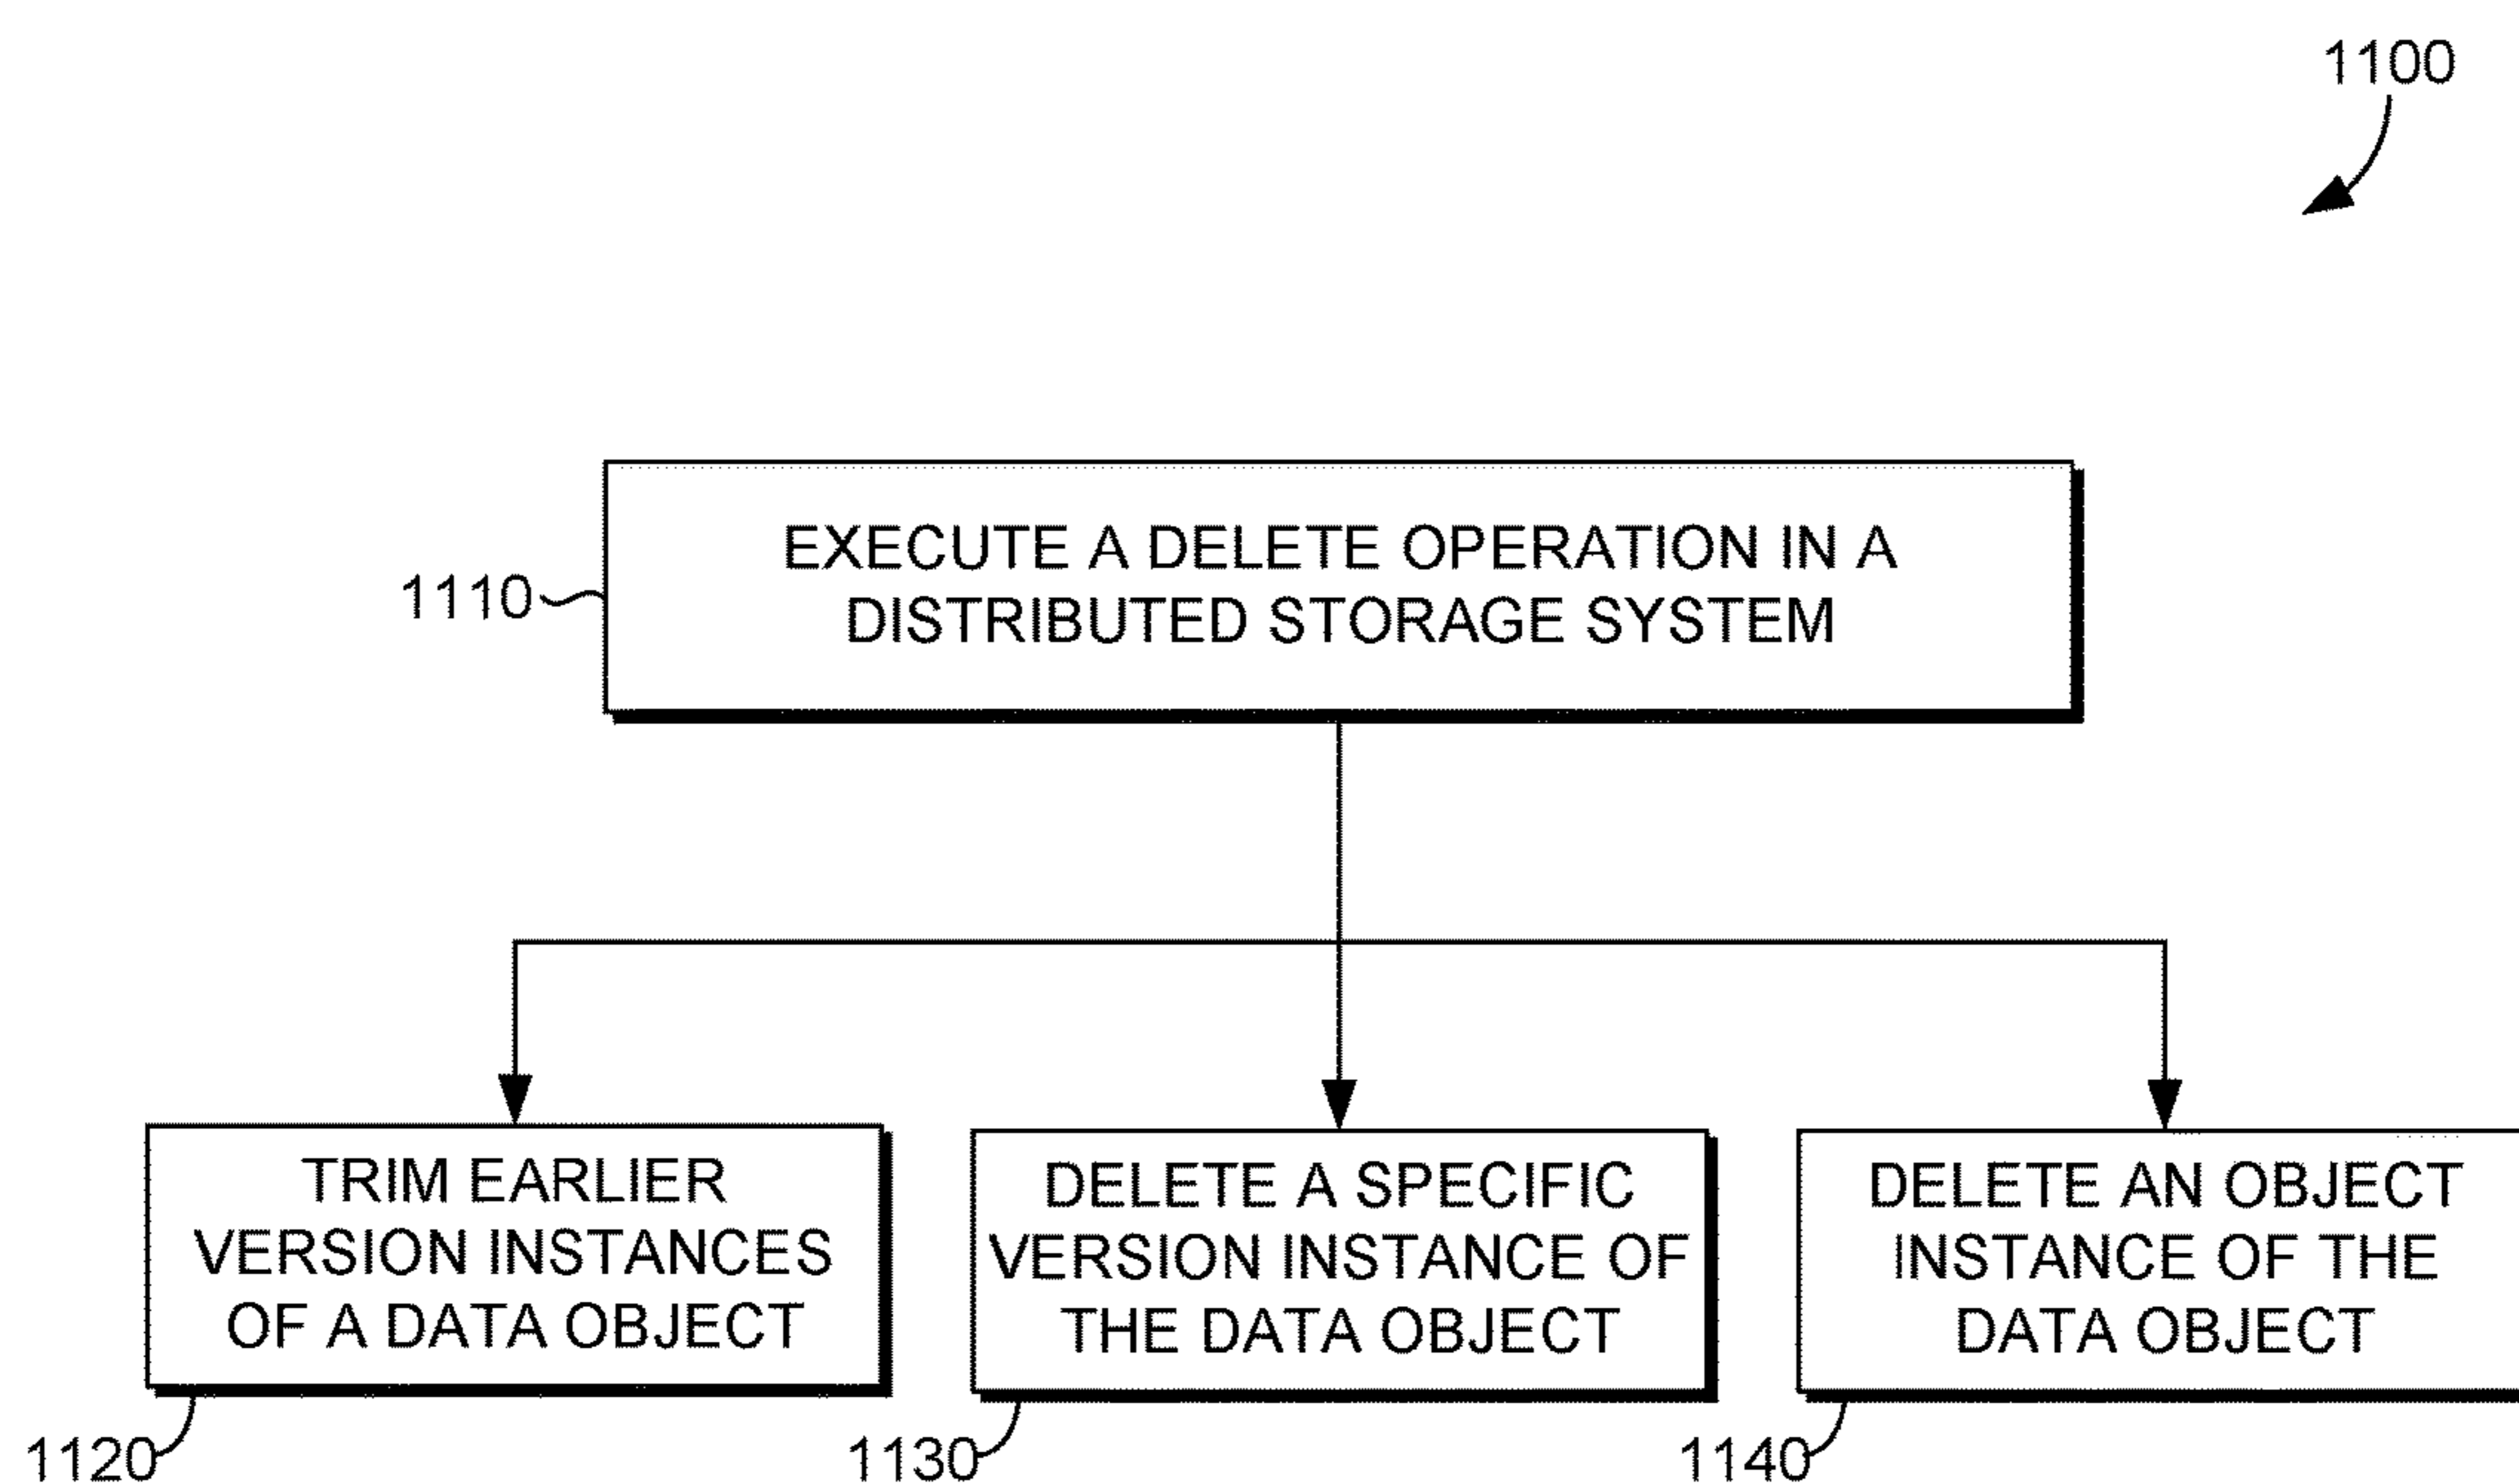 1100
EXECUTE A DELETE OPERATION IN A
DISTRIBUTED STORAGE SYSTEM
1110
TRIM EARLIER
VERSION INSTANCES
OF A DATA OBJECT
1120
DELETE A SPECIFIC
VERSION INSTANCE OF
THE DATA OBJECT
1130
DELETE AN OBJECT
INSTANCE OF THE
DATA OBJECT
1140